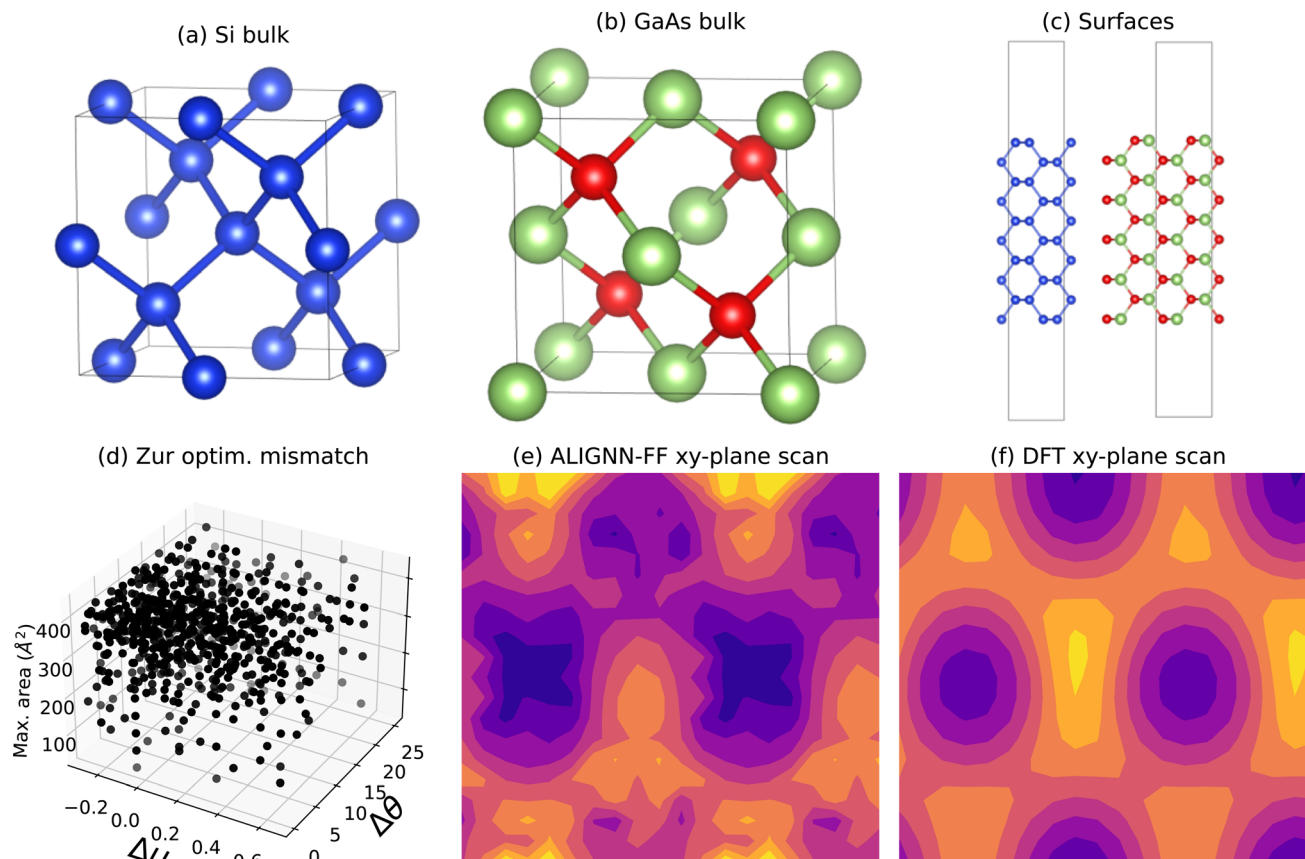 (a) Si bulk
(b) GaAs bulk
(c) Surfaces
(d) Zur optim. mismatch
(e) ALIGNN-FF xy-plane scan
(f) DFT xy-plane scan
Max. area (Å²)
400
300
200
100
−0.2
0.0
0.2
0.4
0
5
10
15
20
25
Δθ